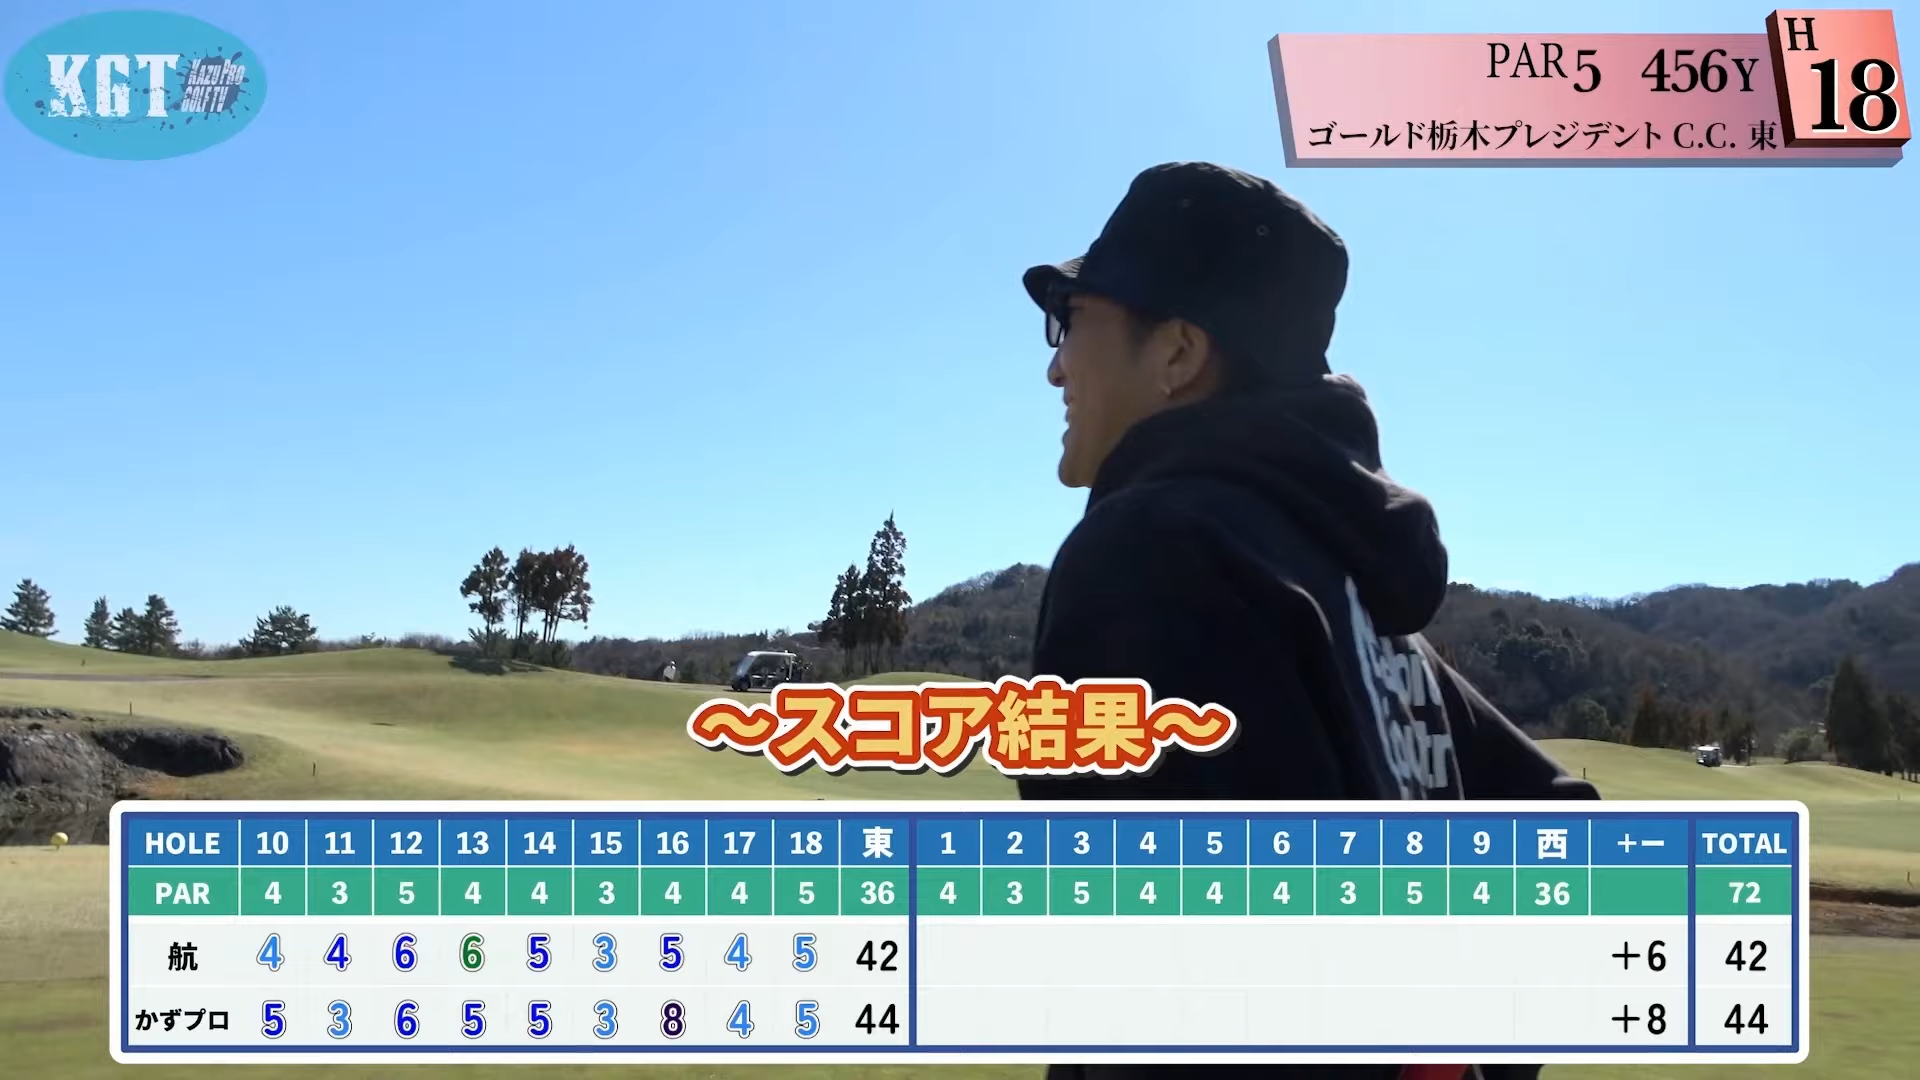 KGT KAZU PRO GOLF TV
PAR5 456Y
H 18
ゴールド栃木プレジデント C.C. 東
〜スコア結果〜
HOLE 10 11 12 13 14 15 16 17 18 東 1 2 3 4 5 6 7 8 9 西 +− TOTAL
PAR 4 3 5 4 4 3 4 4 5 36 4 3 5 4 4 4 3 5 4 36 72
航 4 4 6 6 5 3 5 4 5 42 +6 42
かずプロ 5 3 6 5 5 3 8 4 5 44 +8 44